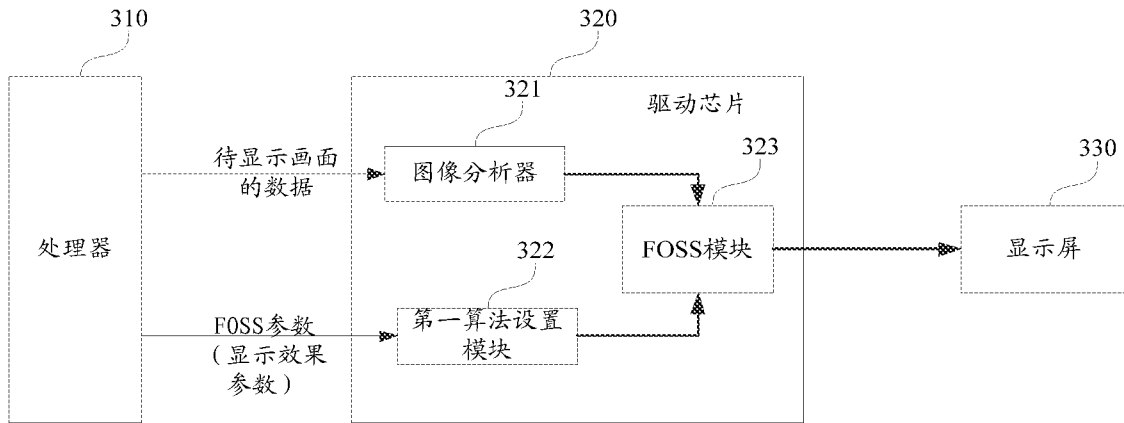 310
320
321
驱动芯片
323
330
待显示画面
的数据
图像分析器
处理器
FOSS模块
显示屏
322
FOSS参数
(显示效果
参数)
第一算法设置
模块